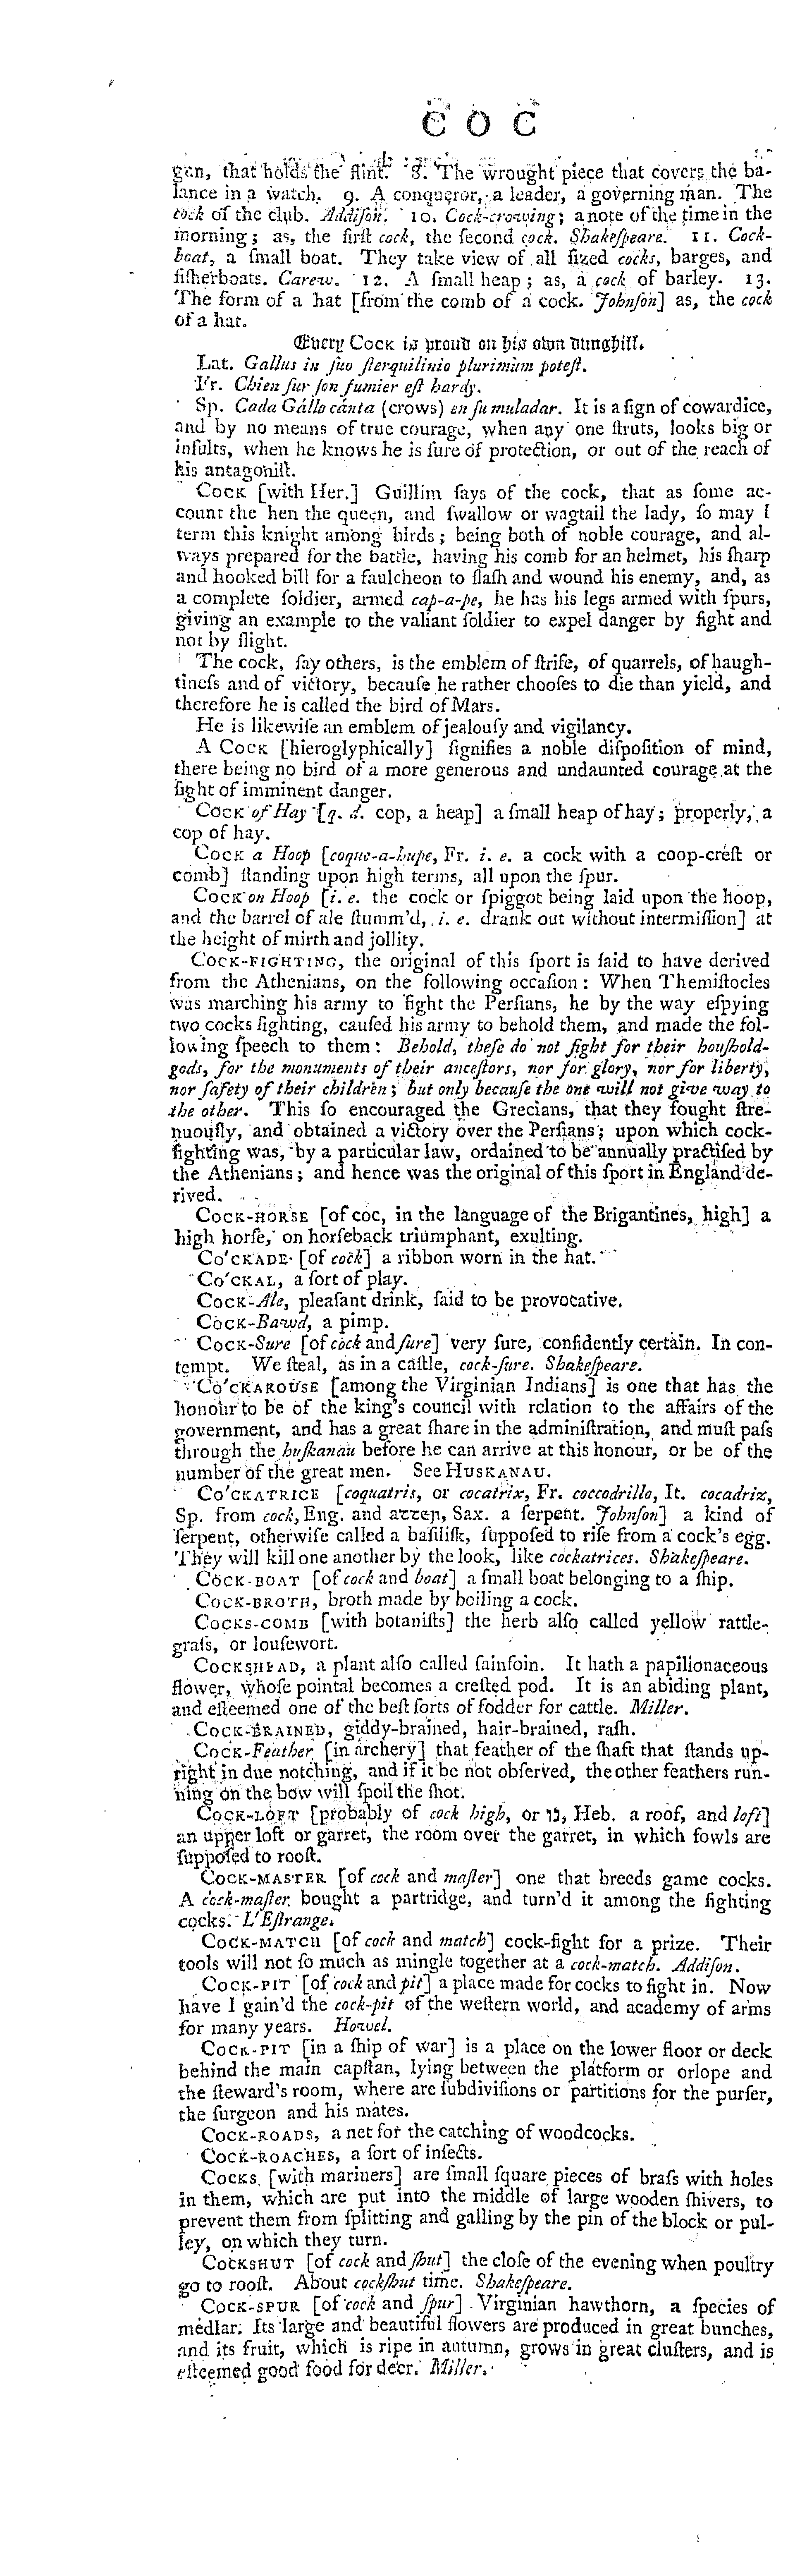 C O C
gun, that holds the flint. 8. The wrought piece that covers the ba-
lance in a watch. 9. A conqueror, a leader, a governing man. The
cock of the club. Addiſon. 10. Cock-crowing; a note of the time in the
morning; as, the firſt cock, the ſecond cock. Shakeſpeare. 11. Cock-
boat, a ſmall boat. They take view of all ſized cocks, barges, and
fiſherboats. Carew. 12. A ſmall heap; as, a cock of barley. 13.
The form of a hat [from the comb of a cock. Johnſon] as, the cock
of a hat.
Every Cock is proud on his own dunghill.
Lat. Gallus in ſuo ſterquilinio plurimùm poteſt.
Fr. Chien ſur ſon fumier eſt hardy.
Sp. Cada Gállo cánta (crows) en ſu muladar. It is a ſign of cowardice,
and by no means of true courage, when any one ſtruts, looks big or
inſults, when he knows he is ſure of protection, or out of the reach of
his antagoniſt.
Cock [with Her.] Guillim ſays of the cock, that as ſome ac-
count the hen the queen, and ſwallow or wagtail the lady, ſo may I
term this knight among birds; being both of noble courage, and al-
ways prepared for the battle, having his comb for an helmet, his ſharp
and hooked bill for a faulcheon to ſlaſh and wound his enemy, and, as
a complete ſoldier, armed cap-a-pe, he has his legs armed with ſpurs,
giving an example to the valiant ſoldier to expel danger by fight and
not by flight.
The cock, ſay others, is the emblem of ſtrife, of quarrels, of haugh-
tineſs and of victory, becauſe he rather chooſes to die than yield, and
therefore he is called the bird of Mars.
He is likewiſe an emblem of jealouſy and vigilancy.
A Cock [hieroglyphically] ſignifies a noble diſpoſition of mind,
there being no bird of a more generous and undaunted courage at the
ſight of imminent danger.
Cock of Hay [q. d. cop, a heap] a ſmall heap of hay; properly, a
cop of hay.
Cock a Hoop [coque-a-hupe, Fr. i. e. a cock with a coop-creſt or
comb] ſtanding upon high terms, all upon the ſpur.
Cock on Hoop [i. e. the cock or ſpiggot being laid upon the hoop,
and the barrel of ale ſtumm'd, i. e. drank out without intermiſſion] at
the height of mirth and jollity.
Cock-fighting, the original of this ſport is ſaid to have derived
from the Athenians, on the following occaſion: When Themiſtocles
was marching his army to fight the Perſians, he by the way eſpying
two cocks fighting, cauſed his army to behold them, and made the fol-
lowing ſpeech to them: Behold, theſe do not fight for their houſhold-
gods, for the monuments of their anceſtors, nor for glory, nor for liberty,
nor ſafety of their children; but only becauſe the one will not give way to
the other. This ſo encouraged the Grecians, that they fought ſtre-
nuouſly, and obtained a victory over the Perſians; upon which cock-
fighting was, by a particular law, ordained to be annually practiſed by
the Athenians; and hence was the original of this ſport in England de-
rived.
Cock-horse [of coc, in the language of the Brigantines, high] a
high horſe, on horſeback triumphant, exulting.
Co'ckade [of cock] a ribbon worn in the hat.
Co'ckal, a ſort of play.
Cock-Ale, pleaſant drink, ſaid to be provocative.
Cock-Bawd, a pimp.
Cock-Sure [of cock and ſure] very ſure, confidently certain. In con-
tempt. We ſteal, as in a caſtle, cock-ſure. Shakeſpeare.
Co'ckarouse [among the Virginian Indians] is one that has the
honour to be of the king's council with relation to the affairs of the
government, and has a great ſhare in the adminiſtration, and muſt paſs
through the huſkanau before he can arrive at this honour, or be of the
number of the great men. See Huskanau.
Co'ckatrice [coquatris, or cocatrix, Fr. coccodrillo, It. cocadriz,
Sp. from cock, Eng. and atter, Sax. a ſerpent. Johnſon] a kind of
ſerpent, otherwiſe called a baſiliſk, ſuppoſed to riſe from a cock's egg.
They will kill one another by the look, like cockatrices. Shakeſpeare.
Cock-boat [of cock and boat] a ſmall boat belonging to a ſhip.
Cock-broth, broth made by boiling a cock.
Cocks-comb [with botaniſts] the herb alſo called yellow rattle-
graſs, or louſewort.
Cockshead, a plant alſo called ſainfoin. It hath a papilionaceous
flower, whoſe pointal becomes a creſted pod. It is an abiding plant,
and eſteemed one of the beſt ſorts of fodder for cattle. Miller.
Cock-brained, giddy-brained, hair-brained, raſh.
Cock-Feather [in archery] that feather of the ſhaft that ſtands up-
right in due notching, and if it be not obſerved, the other feathers run-
ning on the bow will ſpoil the ſhot.
Cock-loft [probably of cock high, or גג, Heb. a roof, and loft]
an upper loft or garret, the room over the garret, in which fowls are
ſuppoſed to rooſt.
Cock-master [of cock and maſter] one that breeds game cocks.
A cock-maſter bought a partridge, and turn'd it among the fighting
cocks. L'Eſtrange.
Cock-match [of cock and match] cock-fight for a prize. Their
tools will not ſo much as mingle together at a cock-match. Addiſon.
Cock-pit [of cock and pit] a place made for cocks to fight in. Now
have I gain'd the cock-pit of the weſtern world, and academy of arms
for many years. Howel.
Cock-pit [in a ſhip of war] is a place on the lower floor or deck
behind the main capſtan, lying between the platform or orlope and
the ſteward's room, where are ſubdiviſions or partitions for the purſer,
the ſurgeon and his mates.
Cock-roads, a net for the catching of woodcocks.
Cock-roaches, a ſort of inſects.
Cocks [with mariners] are ſmall ſquare pieces of braſs with holes
in them, which are put into the middle of large wooden ſhivers, to
prevent them from ſplitting and galling by the pin of the block or pul-
ley, on which they turn.
Cockshut [of cock and ſhut] the cloſe of the evening when poultry
go to rooſt. About cockſhut time. Shakeſpeare.
Cock-spur [of cock and ſpur] Virginian hawthorn, a ſpecies of
medlar. Its large and beautiful flowers are produced in great bunches,
and its fruit, which is ripe in autumn, grows in great cluſters, and is
eſteemed good food for deer. Miller.